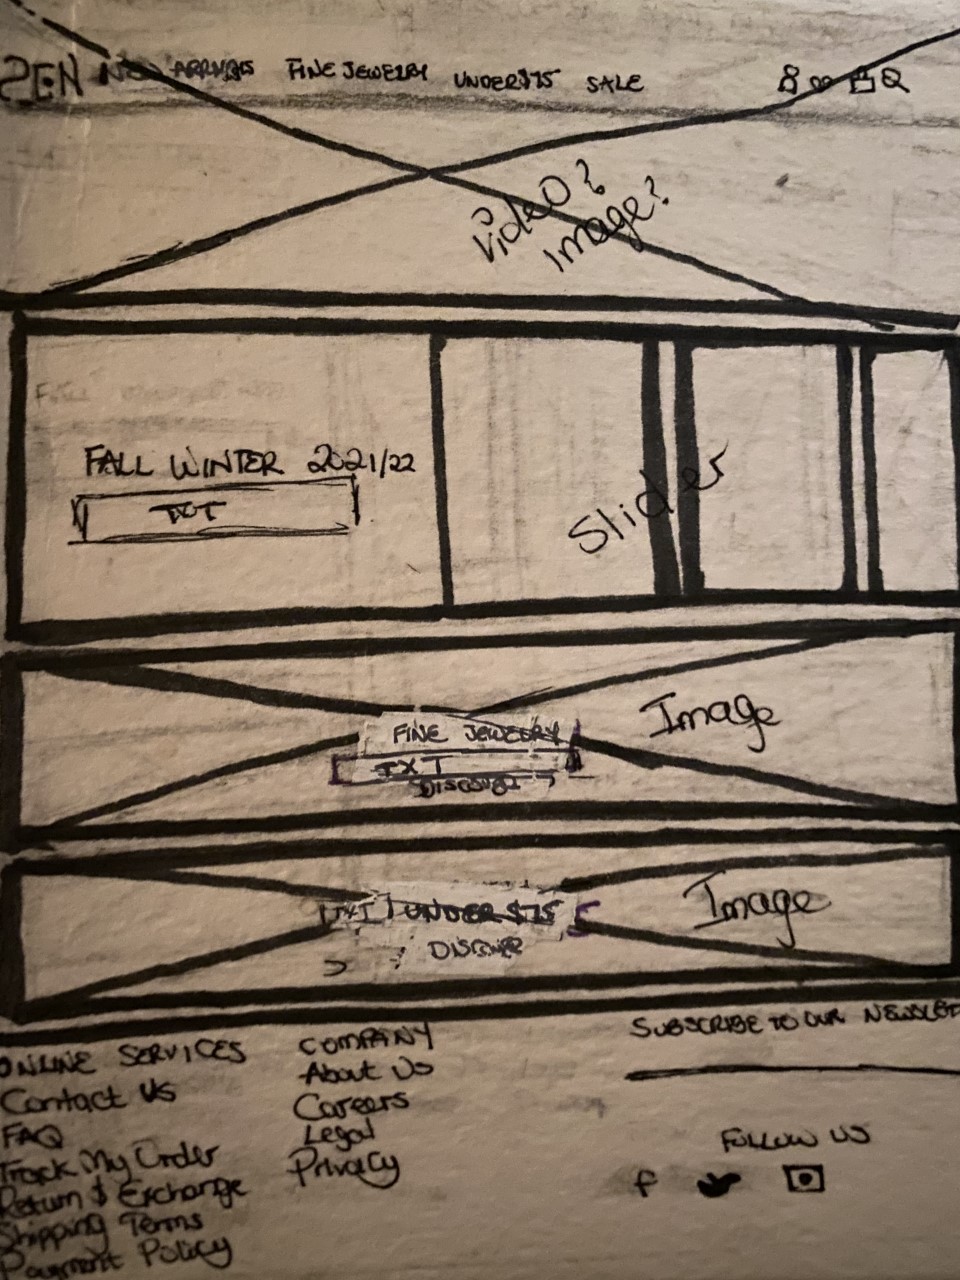 ZEN NEW ARRIVALS FINE JEWELRY UNDER $75 SALE
Video?
Image?
FALL WINTER 2021/22
TXT
Slider
FINE JEWELRY
TXT
DISCOVER
Image
TXT UNDER $75
DISCOVER
Image
ONLINE SERVICES
Contact Us
FAQ
Track My Order
Return & Exchange
Shipping Terms
Payment Policy
COMPANY
About Us
Careers
Legal
Privacy
SUBSCRIBE TO OUR NEWSLET
FOLLOW US
f